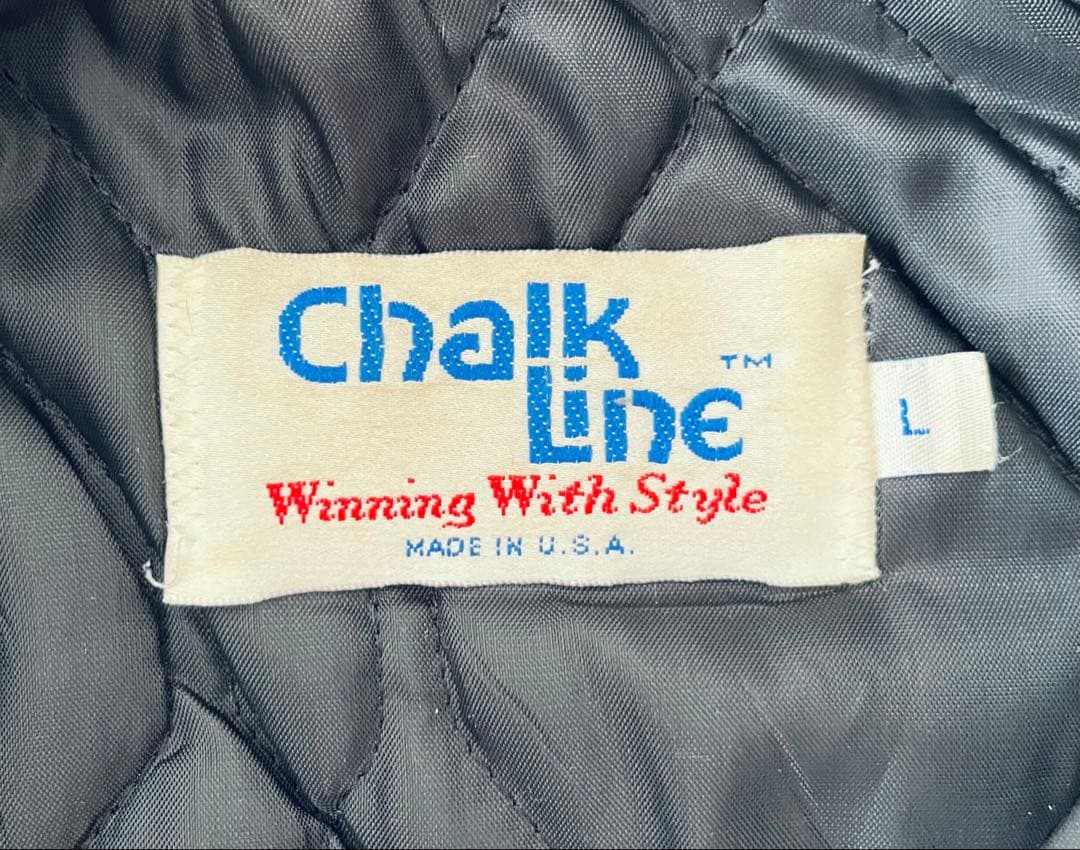 Chalk
Line ™
Winning With Style
MADE IN U.S.A.
L